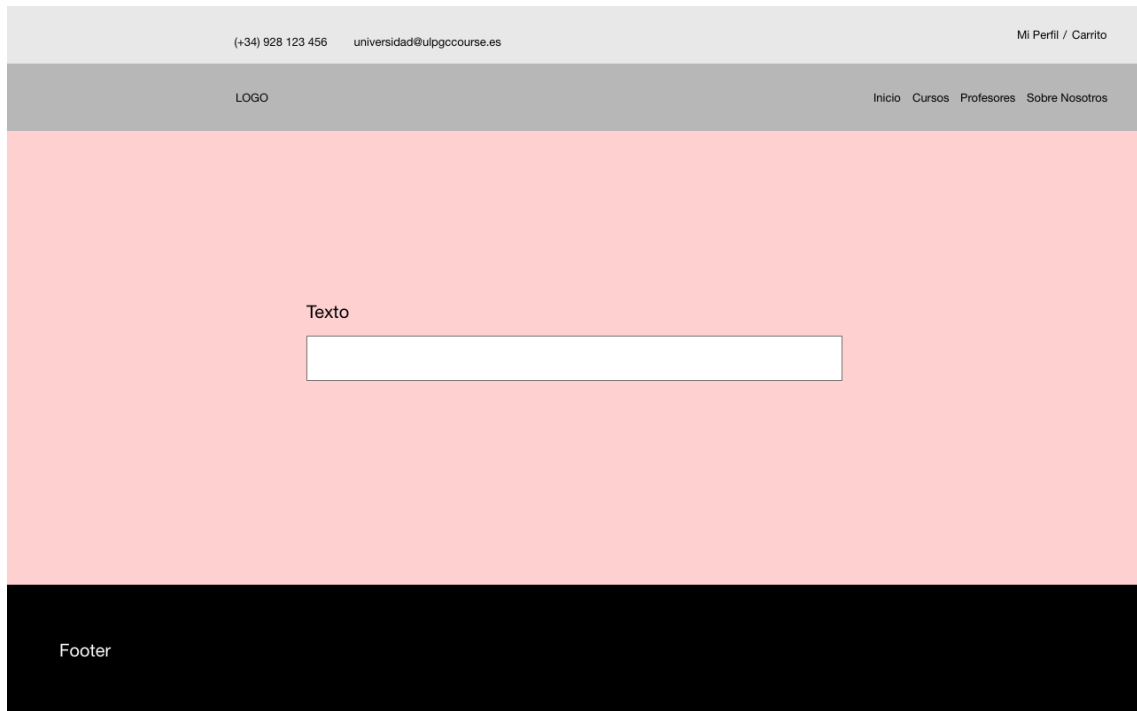 (+34) 928 123 456 universidad@ulpgccourse.es Mi Perfil / Carrito
LOGO Inicio Cursos Profesores Sobre Nosotros
Texto
Footer